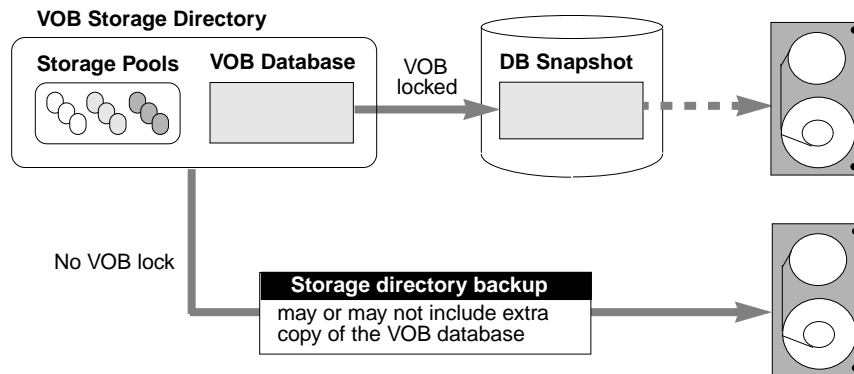 VOB Storage Directory
Storage Pools
VOB Database
VOB
locked
DB Snapshot
No VOB lock
Storage directory backup
may or may not include extra
copy of the VOB database